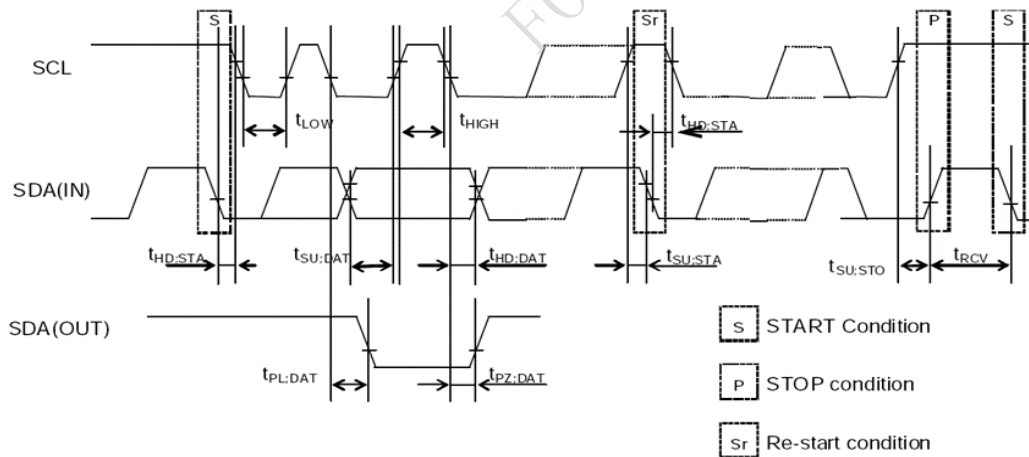 S Sr P S
SCL
tLOW tHIGH tHD;STA
SDA(IN)
tHD;STA tSU;DAT tHD;DAT tSU;STA tSU;STO tRCV
SDA(OUT)
tPL;DAT tPZ;DAT
S START Condition
P STOP condition
Sr Re-start condition